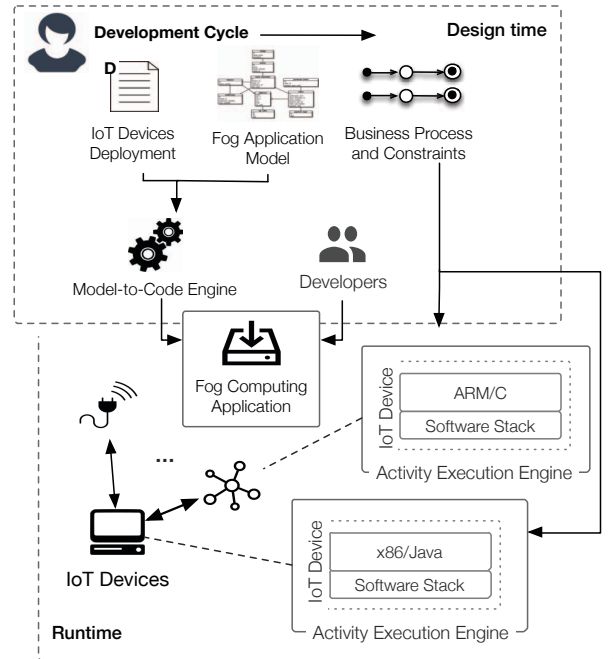 Development Cycle
Design time
D
IoT Devices
Deployment
Fog Application
Model
Business Process
and Constraints
Model-to-Code Engine
Developers
Fog Computing
Application
IoT Device
ARM/C
Software Stack
Activity Execution Engine
...
IoT Devices
IoT Device
x86/Java
Software Stack
Activity Execution Engine
Runtime